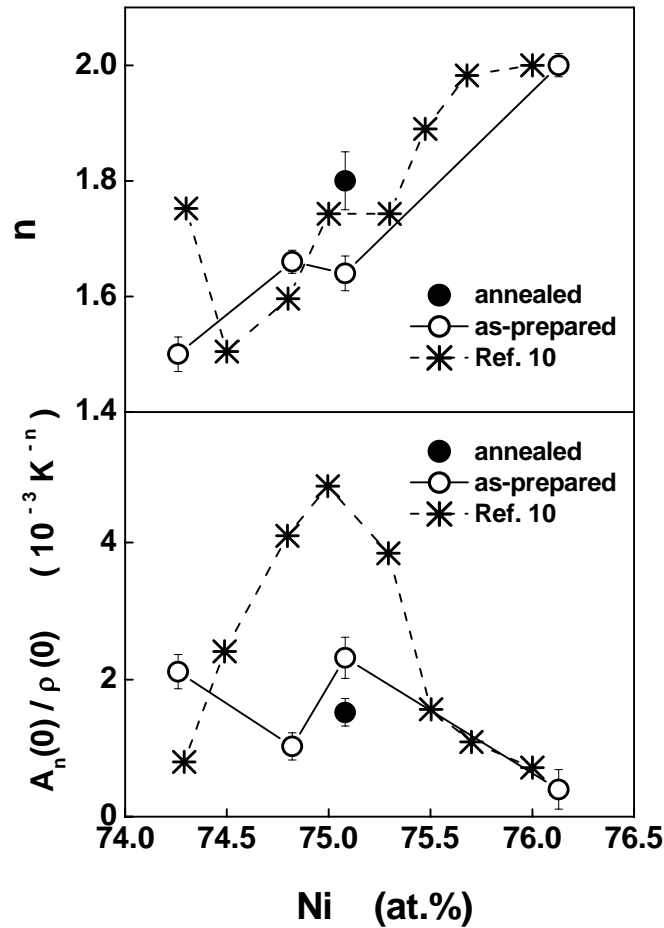 2.0
1.8
1.6
1.4
n
annealed
as-prepared
Ref. 10
annealed
as-prepared
Ref. 10
4
2
0
A_n(0) / ρ (0) (10^-3 K^-n)
74.0 74.5 75.0 75.5 76.0 76.5
Ni (at.%)